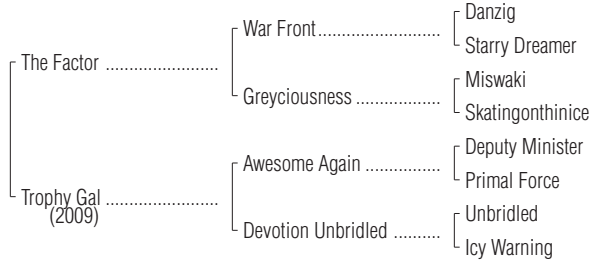 Danzig
War Front........................
Starry Dreamer
The Factor ......................
Miswaki
Greyciousness .................
Skatingonthinice
Deputy Minister
Awesome Again ...............
Primal Force
Trophy Gal ......................
(2009)
Unbridled
Devotion Unbridled ..........
Icy Warning